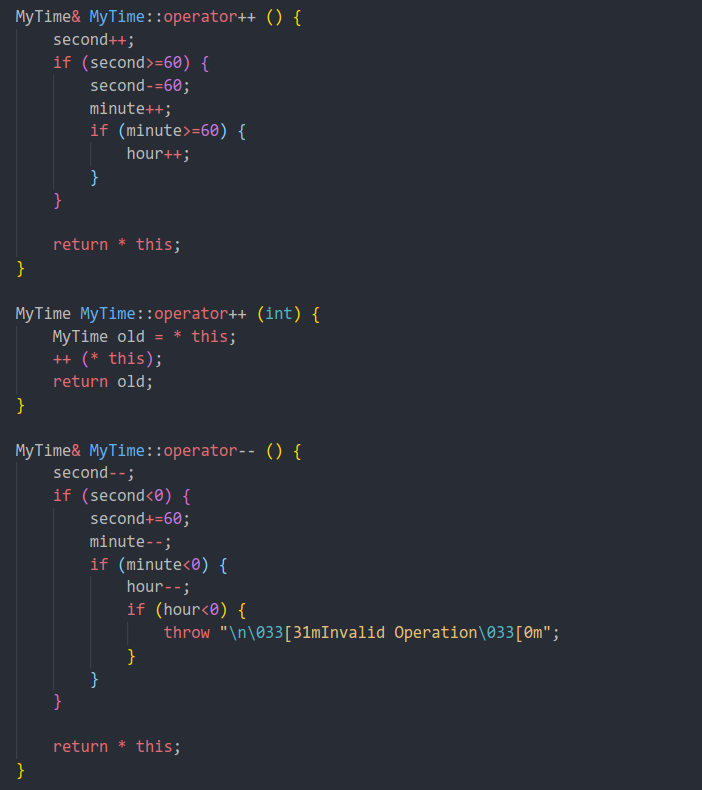 MyTime& MyTime::operator++ () {
    second++;
    if (second>=60) {
        second-=60;
        minute++;
        if (minute>=60) {
            hour++;
        }
    }

    return * this;
}

MyTime MyTime::operator++ (int) {
    MyTime old = * this;
    ++ (* this);
    return old;
}

MyTime& MyTime::operator-- () {
    second--;
    if (second<0) {
        second+=60;
        minute--;
        if (minute<0) {
            hour--;
            if (hour<0) {
                throw "\n\033[31mInvalid Operation\033[0m";
            }
        }
    }

    return * this;
}